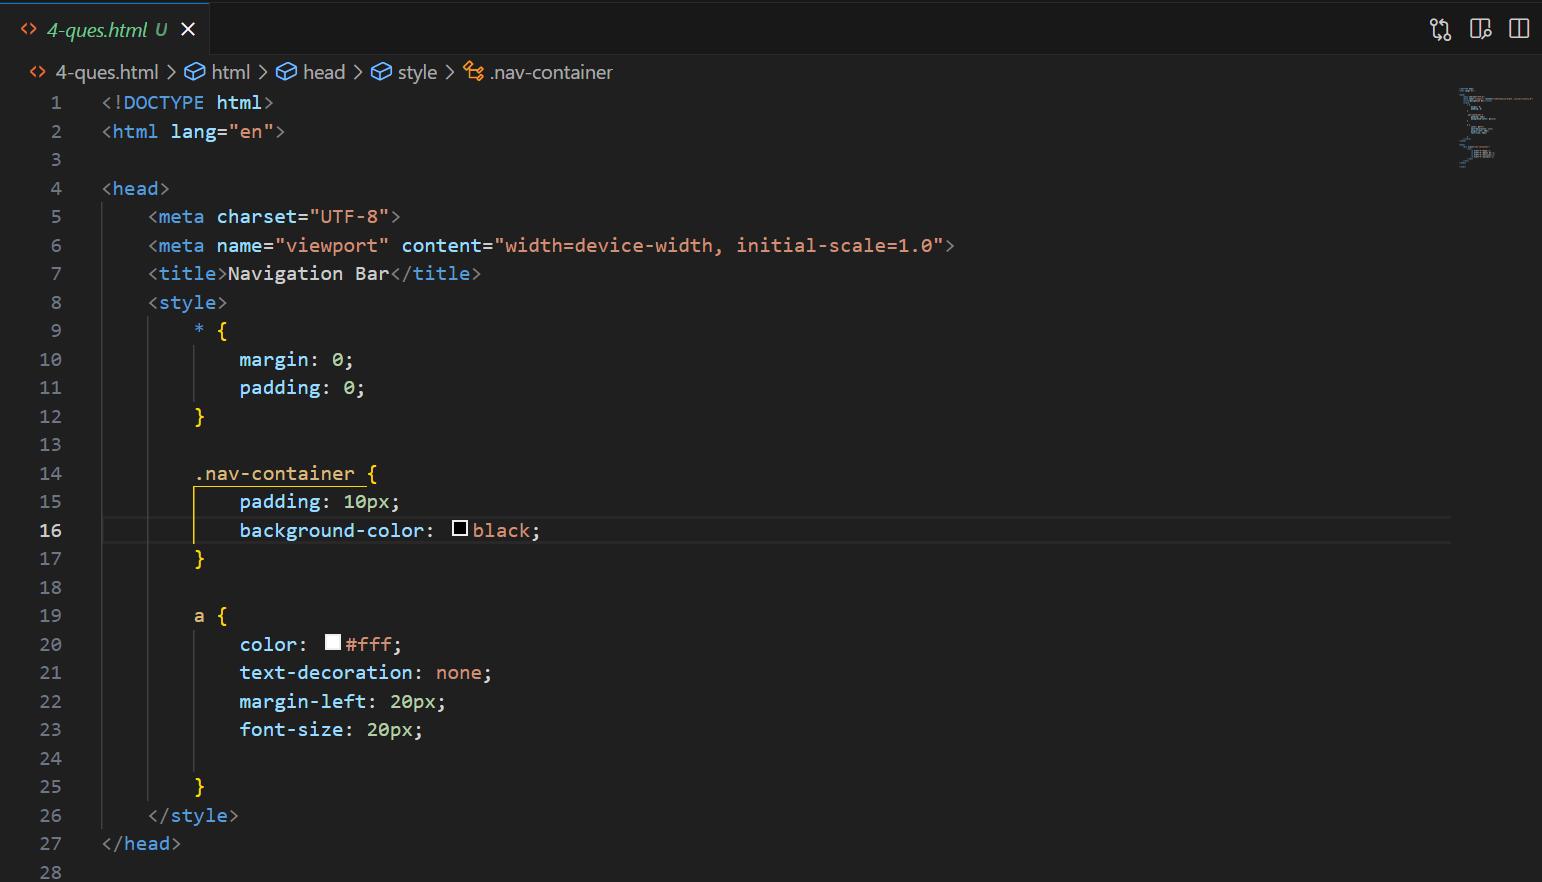 4-ques.html U
4-ques.html > html > head > style > .nav-container
1 <!DOCTYPE html>
2 <html lang="en">
3
4 <head>
5 <meta charset="UTF-8">
6 <meta name="viewport" content="width=device-width, initial-scale=1.0">
7 <title>Navigation Bar</title>
8 <style>
9 * {
10 margin: 0;
11 padding: 0;
12 }
13
14 .nav-container {
15 padding: 10px;
16 background-color: black;
17 }
18
19 a {
20 color: #fff;
21 text-decoration: none;
22 margin-left: 20px;
23 font-size: 20px;
24
25 }
26 </style>
27 </head>
28